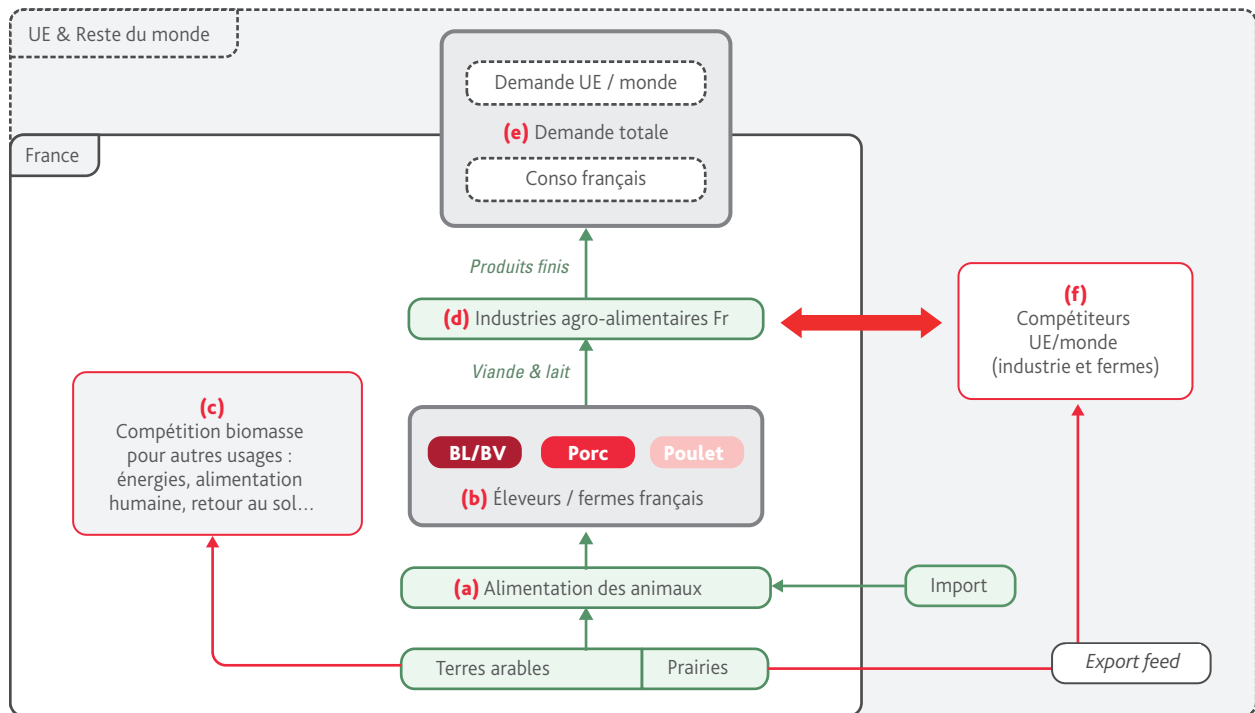 UE & Reste du monde
Demande UE / monde
(e) Demande totale
France
Conso français
Produits finis
(d) Industries agro-alimentaires Fr
(f)
Compétiteurs
UE/monde
(industrie et fermes)
Viande & lait
(c)
Compétition biomasse
pour autres usages :
énergies, alimentation
humaine, retour au sol…
BL/BV
Porc
Poulet
(b) Éleveurs / fermes français
(a) Alimentation des animaux
Import
Terres arables
Prairies
Export feed